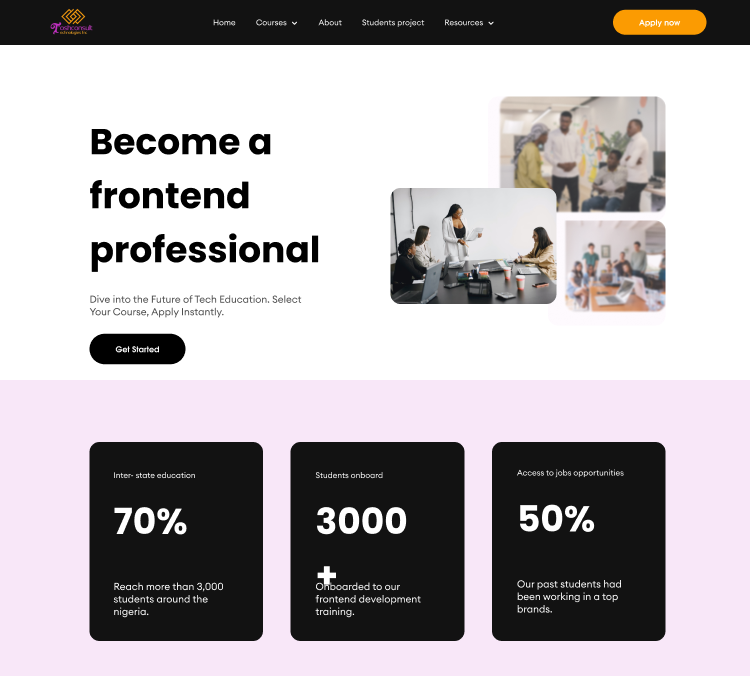 Tashconsult
technologies Inc
Home
Courses
About
Students project
Resources
Apply now
Become a
frontend
professional
Dive into the Future of Tech Education. Select
Your Course, Apply Instantly.
Get Started
Inter- state education
70%
Reach more than 3,000
students around the
nigeria.
Students onboard
3000
+
Onboarded to our
frontend development
training.
Access to jobs opportunities
50%
Our past students had
been working in a top
brands.